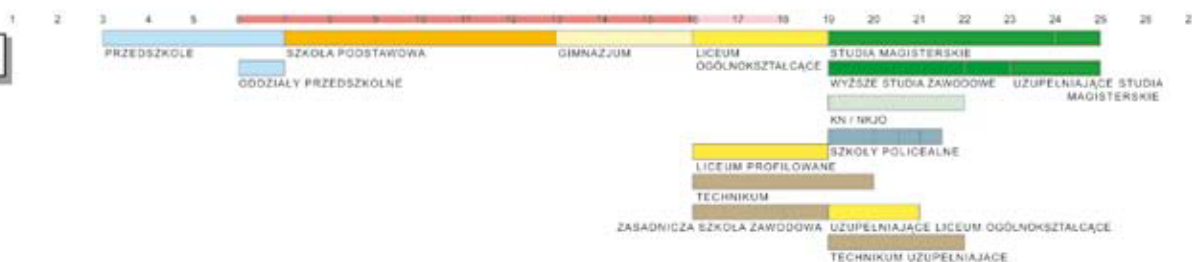 1 2 3 4 5 6 7 8 9 10 11 12 13 14 15 16 17 18 19 20 21 22 23 24 25 26
PRZEDSZKOLE SZKOŁA PODSTAWOWA GIMNAZJUM LICEUM OGÓLNOKSZTAŁCĄCE STUDIA MAGISTERSKIE
ODDZIAŁY PRZEDSZKOLNE WYŻSZE STUDIA ZAWODOWE UZUPEŁNIAJĄCE STUDIA MAGISTERSKIE
KN / NKJO
SZKOŁY POLICEALNE
LICEUM PROFILOWANE
TECHNIKUM
ZASADNICZA SZKOŁA ZAWODOWA UZUPEŁNIAJĄCE LICEUM OGÓLNOKSZTAŁCĄCE
TECHNIKUM UZUPEŁNIAJĄCE